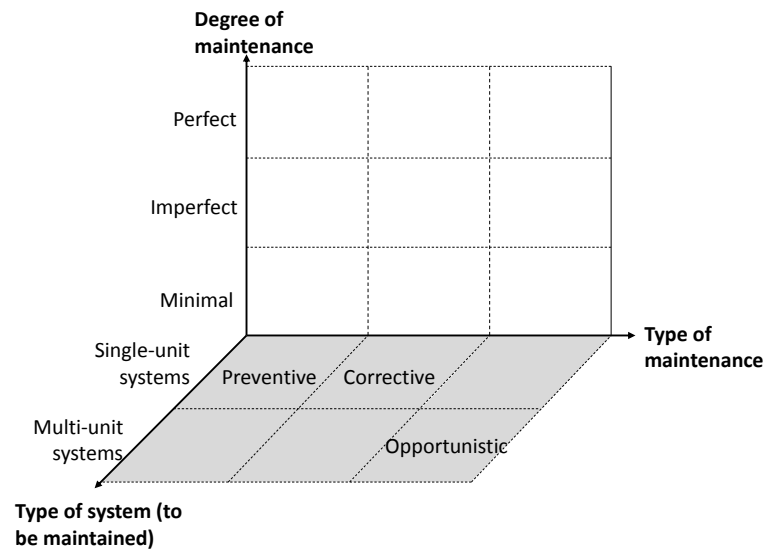 Degree of
maintenance
Perfect
Imperfect
Minimal
Single-unit
systems
Preventive
Corrective
Type of
maintenance
Multi-unit
systems
Opportunistic
Type of system (to
be maintained)